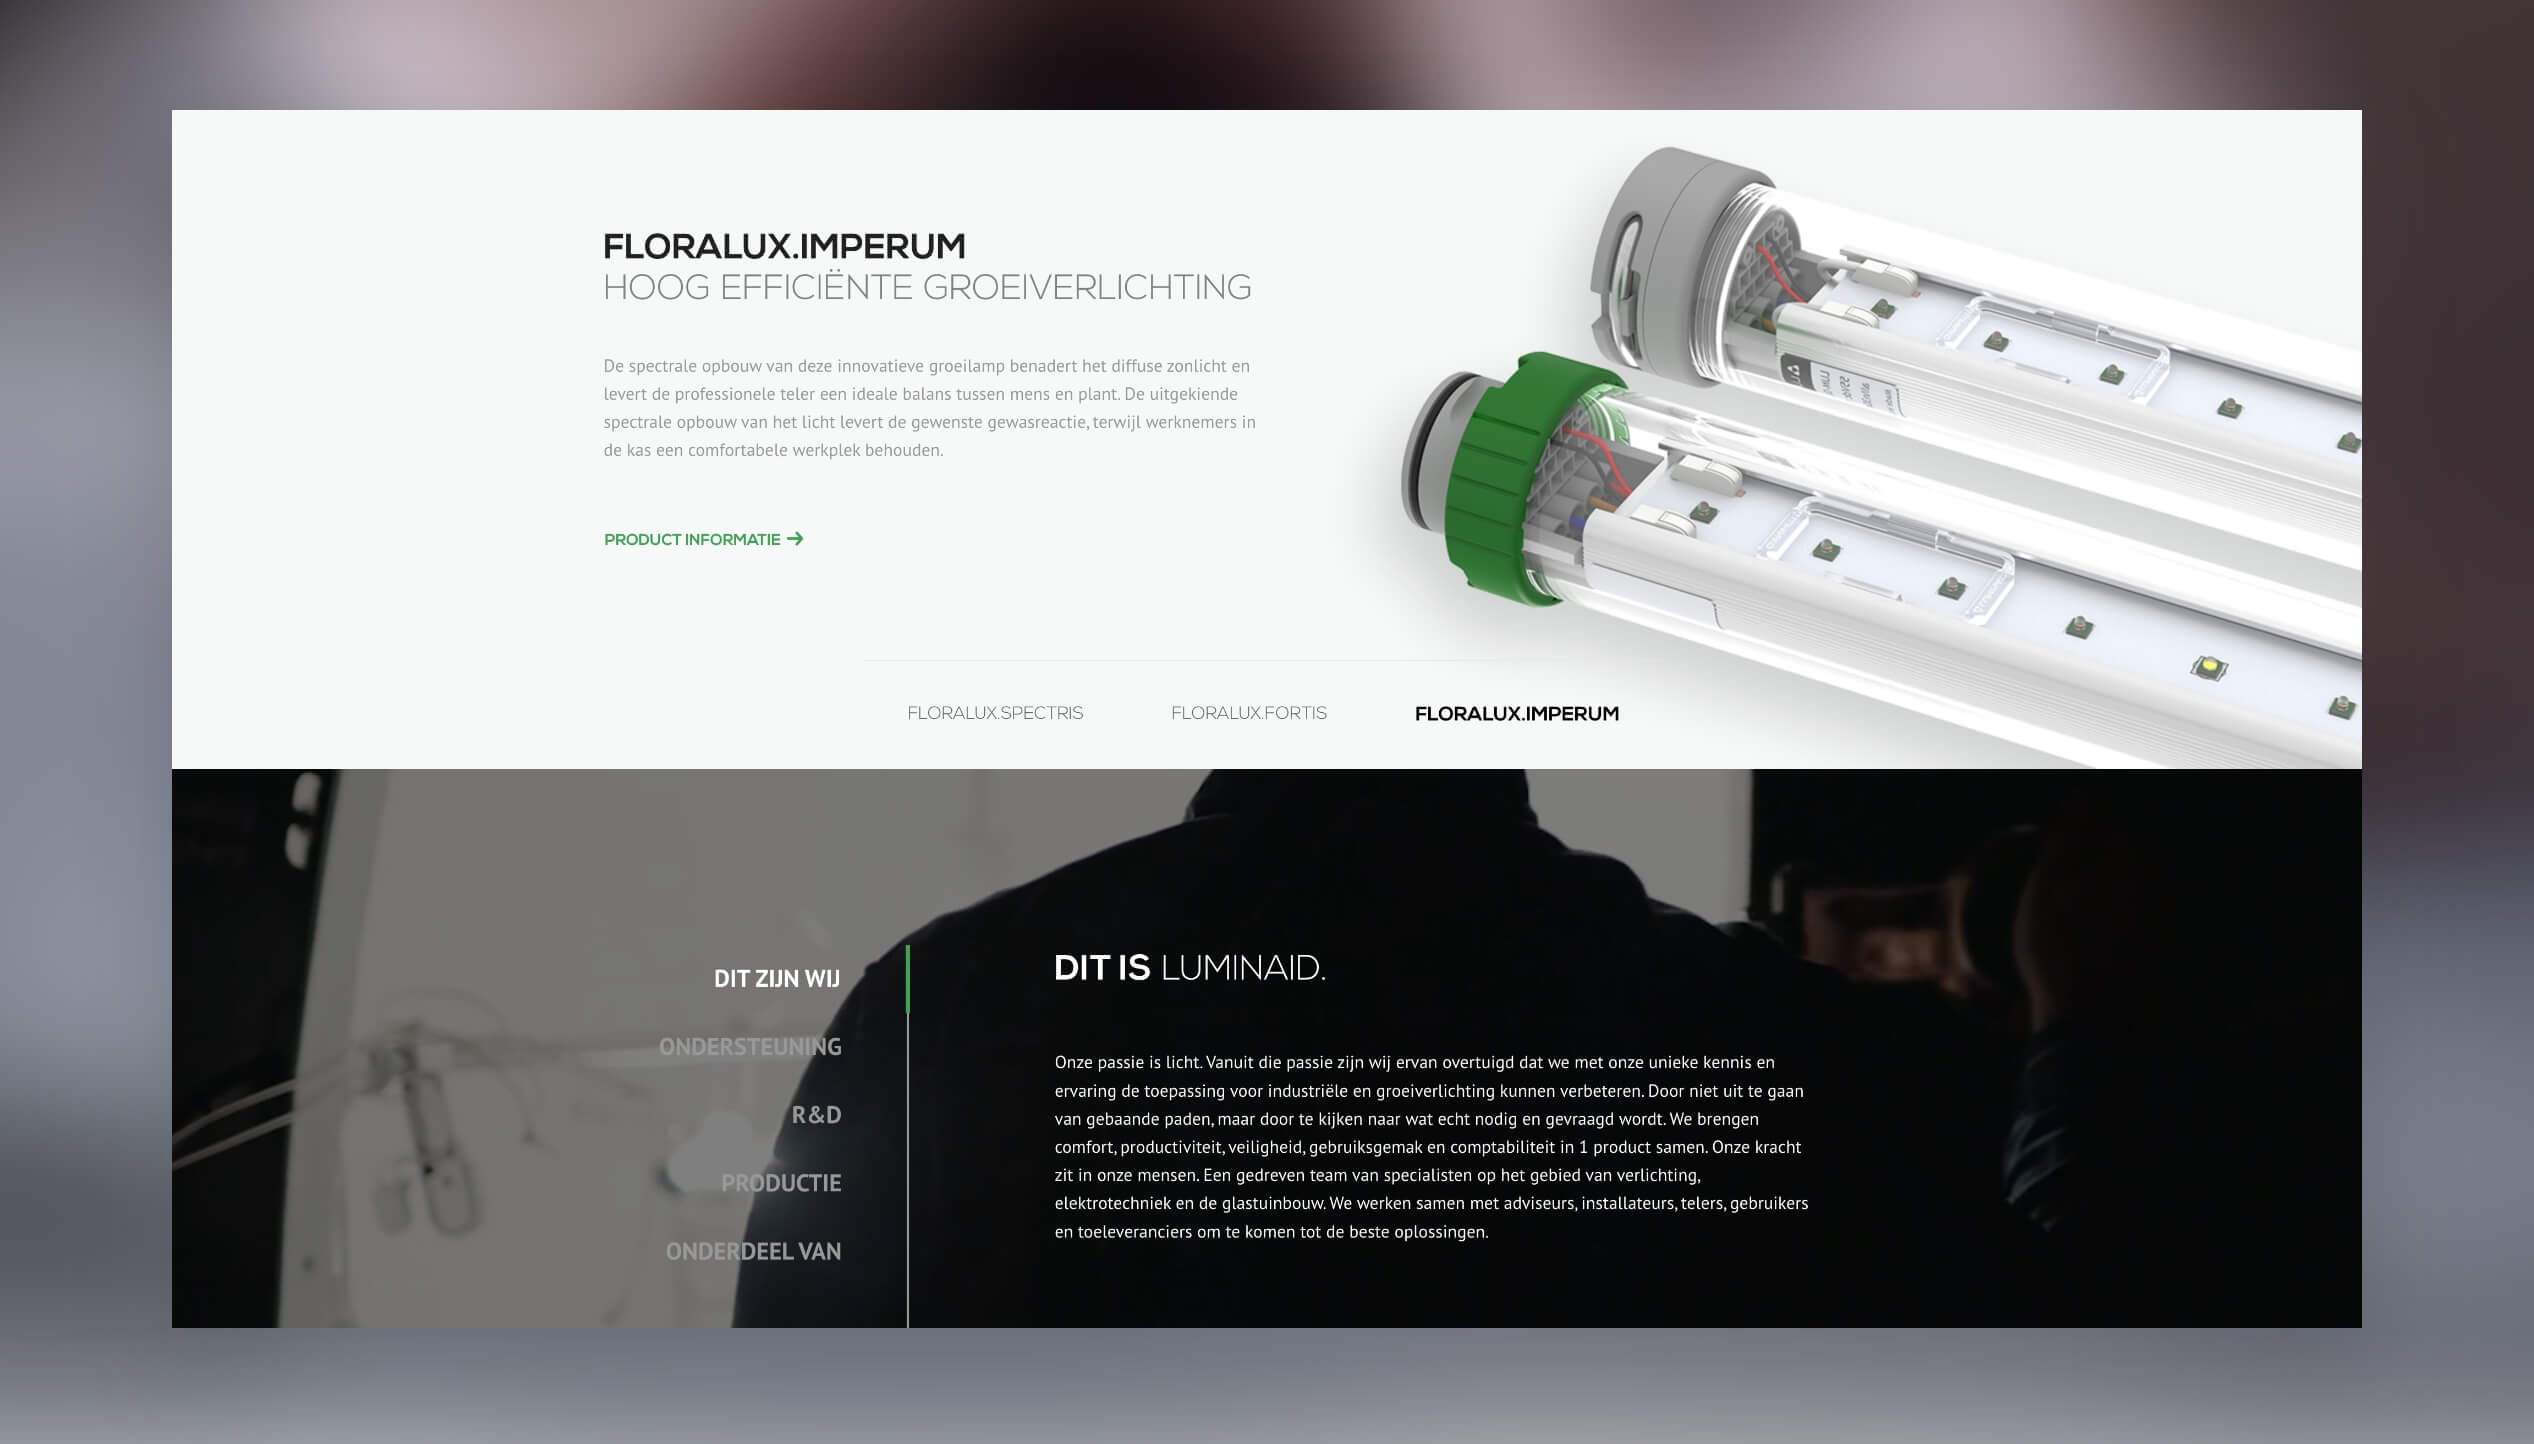 FLORALUX.IMPERUM
HOOG EFFICIËNTE GROEIVERLICHTING
De spectrale opbouw van deze innovatieve groeilamp benadert het diffuse zonlicht en
levert de professionele teler een ideale balans tussen mens en plant. De uitgekiende
spectrale opbouw van het licht levert de gewenste gewasreactie, terwijl werknemers in
de kas een comfortabele werkplek behouden.
PRODUCT INFORMATIE
FLORALUX.SPECTRIS
FLORALUX.FORTIS
FLORALUX.IMPERUM
DIT ZIJN WIJ
ONDERSTEUNING
R&D
PRODUCTIE
ONDERDEEL VAN
DIT IS LUMINAID.
Onze passie is licht. Vanuit die passie zijn wij ervan overtuigd dat we met onze unieke kennis en
ervaring de toepassing voor industriële en groeiverlichting kunnen verbeteren. Door niet uit te gaan
van gebaande paden, maar door te kijken naar wat echt nodig en gevraagd wordt. We brengen
comfort, productiviteit, veiligheid, gebruiksgemak en comptabiliteit in 1 product samen. Onze kracht
zit in onze mensen. Een gedreven team van specialisten op het gebied van verlichting,
elektrotechniek en de glastuinbouw. We werken samen met adviseurs, installateurs, telers, gebruikers
en toeleveranciers om te komen tot de beste oplossingen.